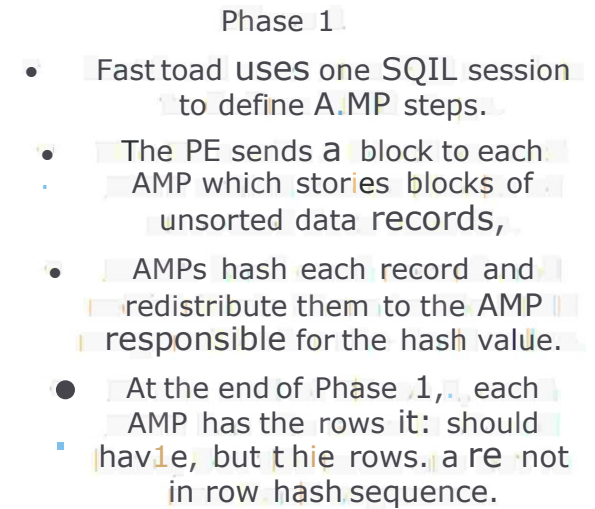 Phase 1
• Fast toad uses one SQIL session
to define A.MP steps.
• The PE sends a block to each
AMP which stories blocks of
unsorted data records,
• AMPs hash each record and
redistribute them to the AMP
responsible for the hash value.
● At the end of Phase 1,. each
AMP has the rows it: should
hav1e, but t hie rows. a re not
in row hash.sequence.